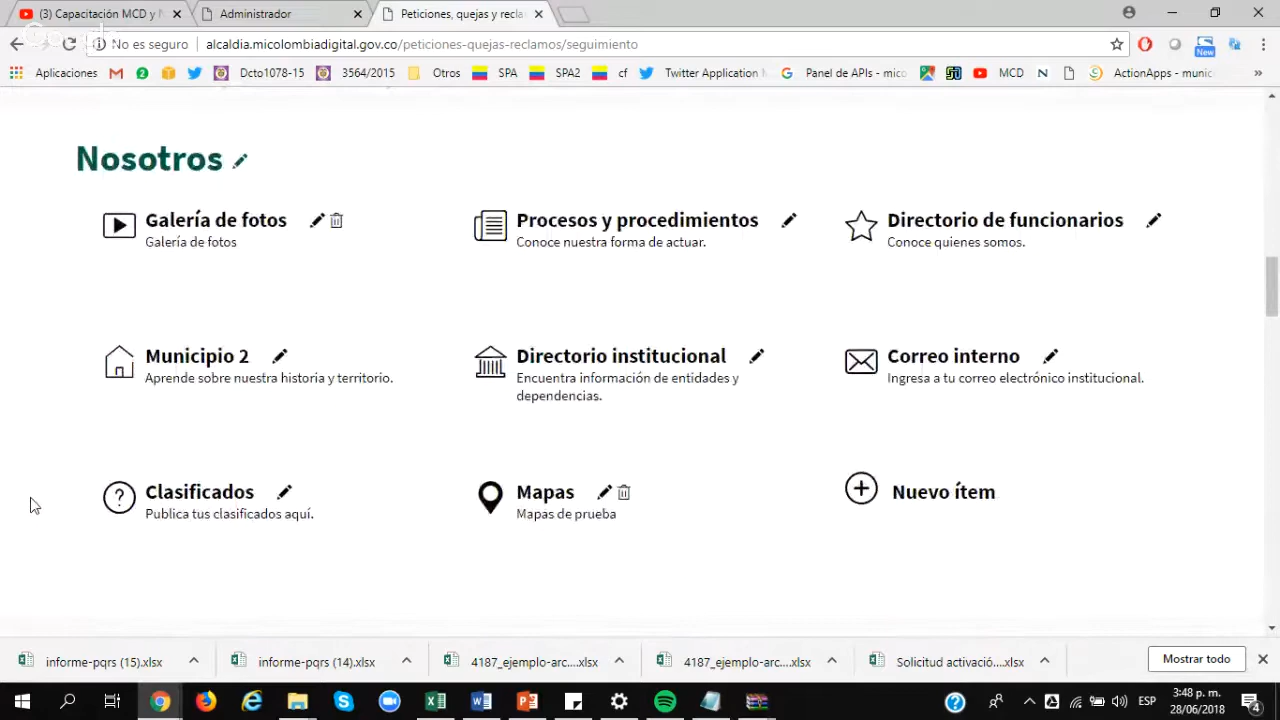 (3) Capacitación MCD y N
Administrador
Peticiones, quejas y recla
No es seguro
alcaldia.micolombiadigital.gov.co/peticiones-quejas-reclamos/seguimiento
New
Aplicaciones
2
Dcto1078-15
3564/2015
Otros
SPA
SPA2
cf
Twitter Application M
Panel de APIs - mico
MCD
N
ActionApps - munic
»
Nosotros
Galería de fotos
Galería de fotos
Procesos y procedimientos
Conoce nuestra forma de actuar.
Directorio de funcionarios
Conoce quienes somos.
Municipio 2
Aprende sobre nuestra historia y territorio.
Directorio institucional
Encuentra información de entidades y
dependencias.
Correo interno
Ingresa a tu correo electrónico institucional.
Clasificados
Publica tus clasificados aquí.
Mapas
Mapas de prueba
Nuevo ítem
informe-pqrs (15).xlsx
informe-pqrs (14).xlsx
4187_ejemplo-arc....xlsx
4187_ejemplo-arc....xlsx
Solicitud activació....xlsx
Mostrar todo
ESP
3:48 p. m.
28/06/2018
4